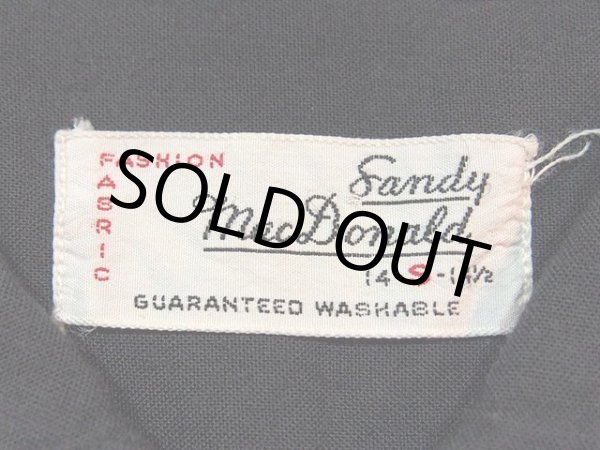 FASHION
FABRIC
Sandy
MacDonald
14 S - 14½
GUARANTEED WASHABLE
SOLD OUT